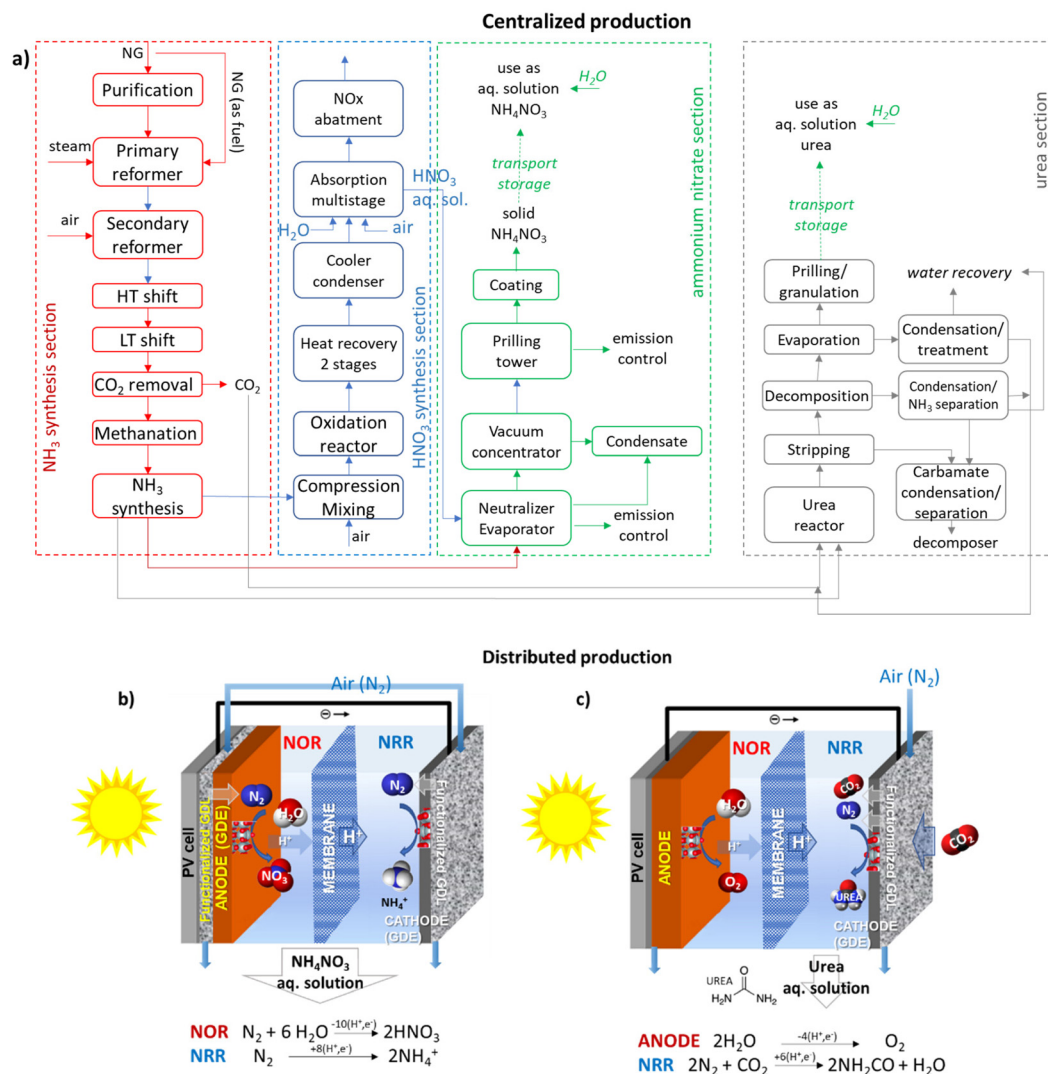 Centralized production
a)
NG
NG (as fuel)
Purification
steam
Primary
reformer
air
Secondary
reformer
HT shift
LT shift
CO2 removal
CO2
Methanation
NH3
synthesis
NH3 synthesis section
NOx
abatment
Absorption
multistage
HNO3
aq. sol.
H2O
air
Cooler
condenser
Heat recovery
2 stages
Oxidation
reactor
Compression
Mixing
air
HNO3 synthesis section
use as
aq. solution
NH4NO3
H2O
transport
storage
solid
NH4NO3
Coating
Prilling
tower
emission
control
Vacuum
concentrator
Condensate
Neutralizer
Evaporator
emission
control
ammonium nitrate section
use as
aq. solution
urea
H2O
transport
storage
Prilling/
granulation
water recovery
Evaporation
Condensation/
treatment
Decomposition
Condensation/
NH3 separation
Stripping
Urea
reactor
Carbamate
condensation/
separation
decomposer
urea section
Distributed production
b)
Air (N2)
⊖→
NOR
NRR
PV cell
Functionalized GDL
ANODE (GDE)
N2
H2O
H+
NO3
MEMBRANE
H+
N2
NH4+
Functionalized GDL
CATHODE
(GDE)
NH4NO3
aq. solution
NOR N2 + 6 H2O -10(H+,e-) → 2HNO3
NRR N2 +8(H+,e-) → 2NH4+
c)
Air (N2)
⊖→
NOR
NRR
PV cell
ANODE
H2O
H+
O2
MEMBRANE
H+
CO2
N2
UREA
Functionalized GDL
CATHODE
(GDE)
CO2
UREA
O
H2N
NH2
Urea
aq. solution
ANODE 2H2O -4(H+,e-) → O2
NRR 2N2 + CO2 +6(H+,e-) → 2NH2CO + H2O